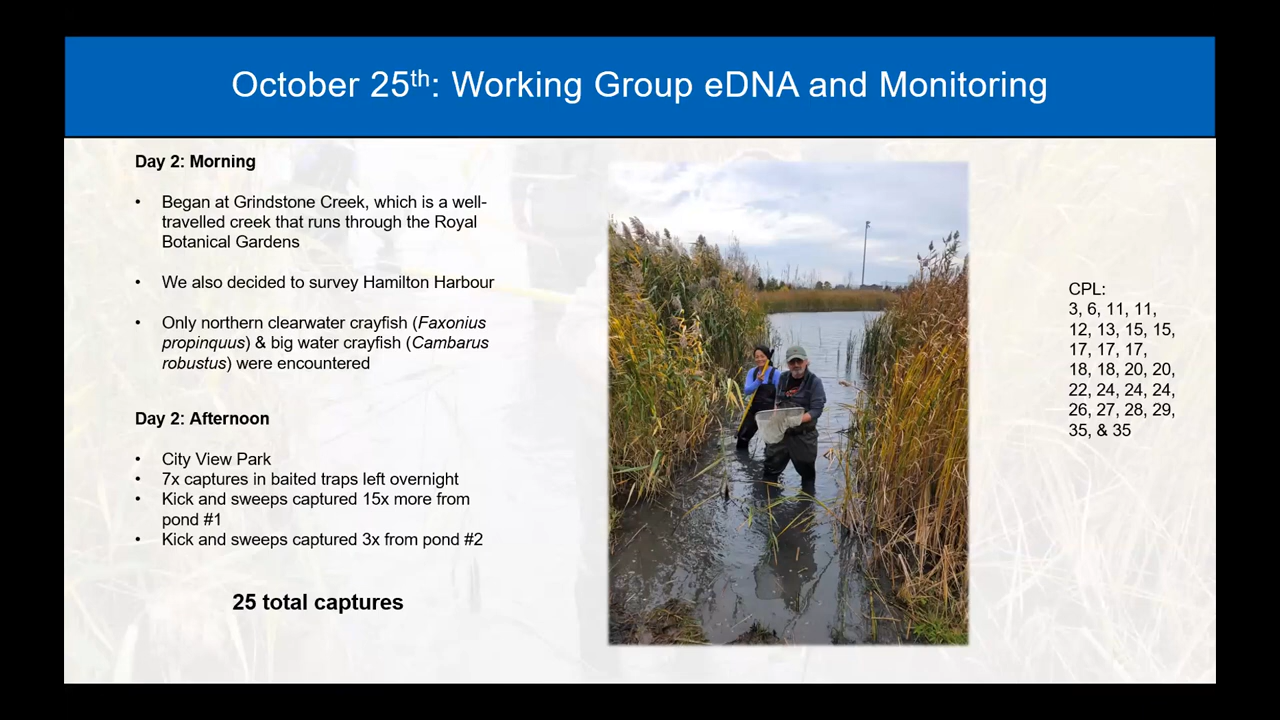 October 25th: Working Group eDNA and Monitoring
Day 2: Morning
• Began at Grindstone Creek, which is a well-
travelled creek that runs through the Royal
Botanical Gardens
• We also decided to survey Hamilton Harbour
• Only northern clearwater crayfish (Faxonius
propinquus) & big water crayfish (Cambarus
robustus) were encountered
Day 2: Afternoon
• City View Park
• 7x captures in baited traps left overnight
• Kick and sweeps captured 15x more from
pond #1
• Kick and sweeps captured 3x from pond #2
25 total captures
CPL:
3, 6, 11, 11,
12, 13, 15, 15,
17, 17, 17,
18, 18, 20, 20,
22, 24, 24, 24,
26, 27, 28, 29,
35, & 35